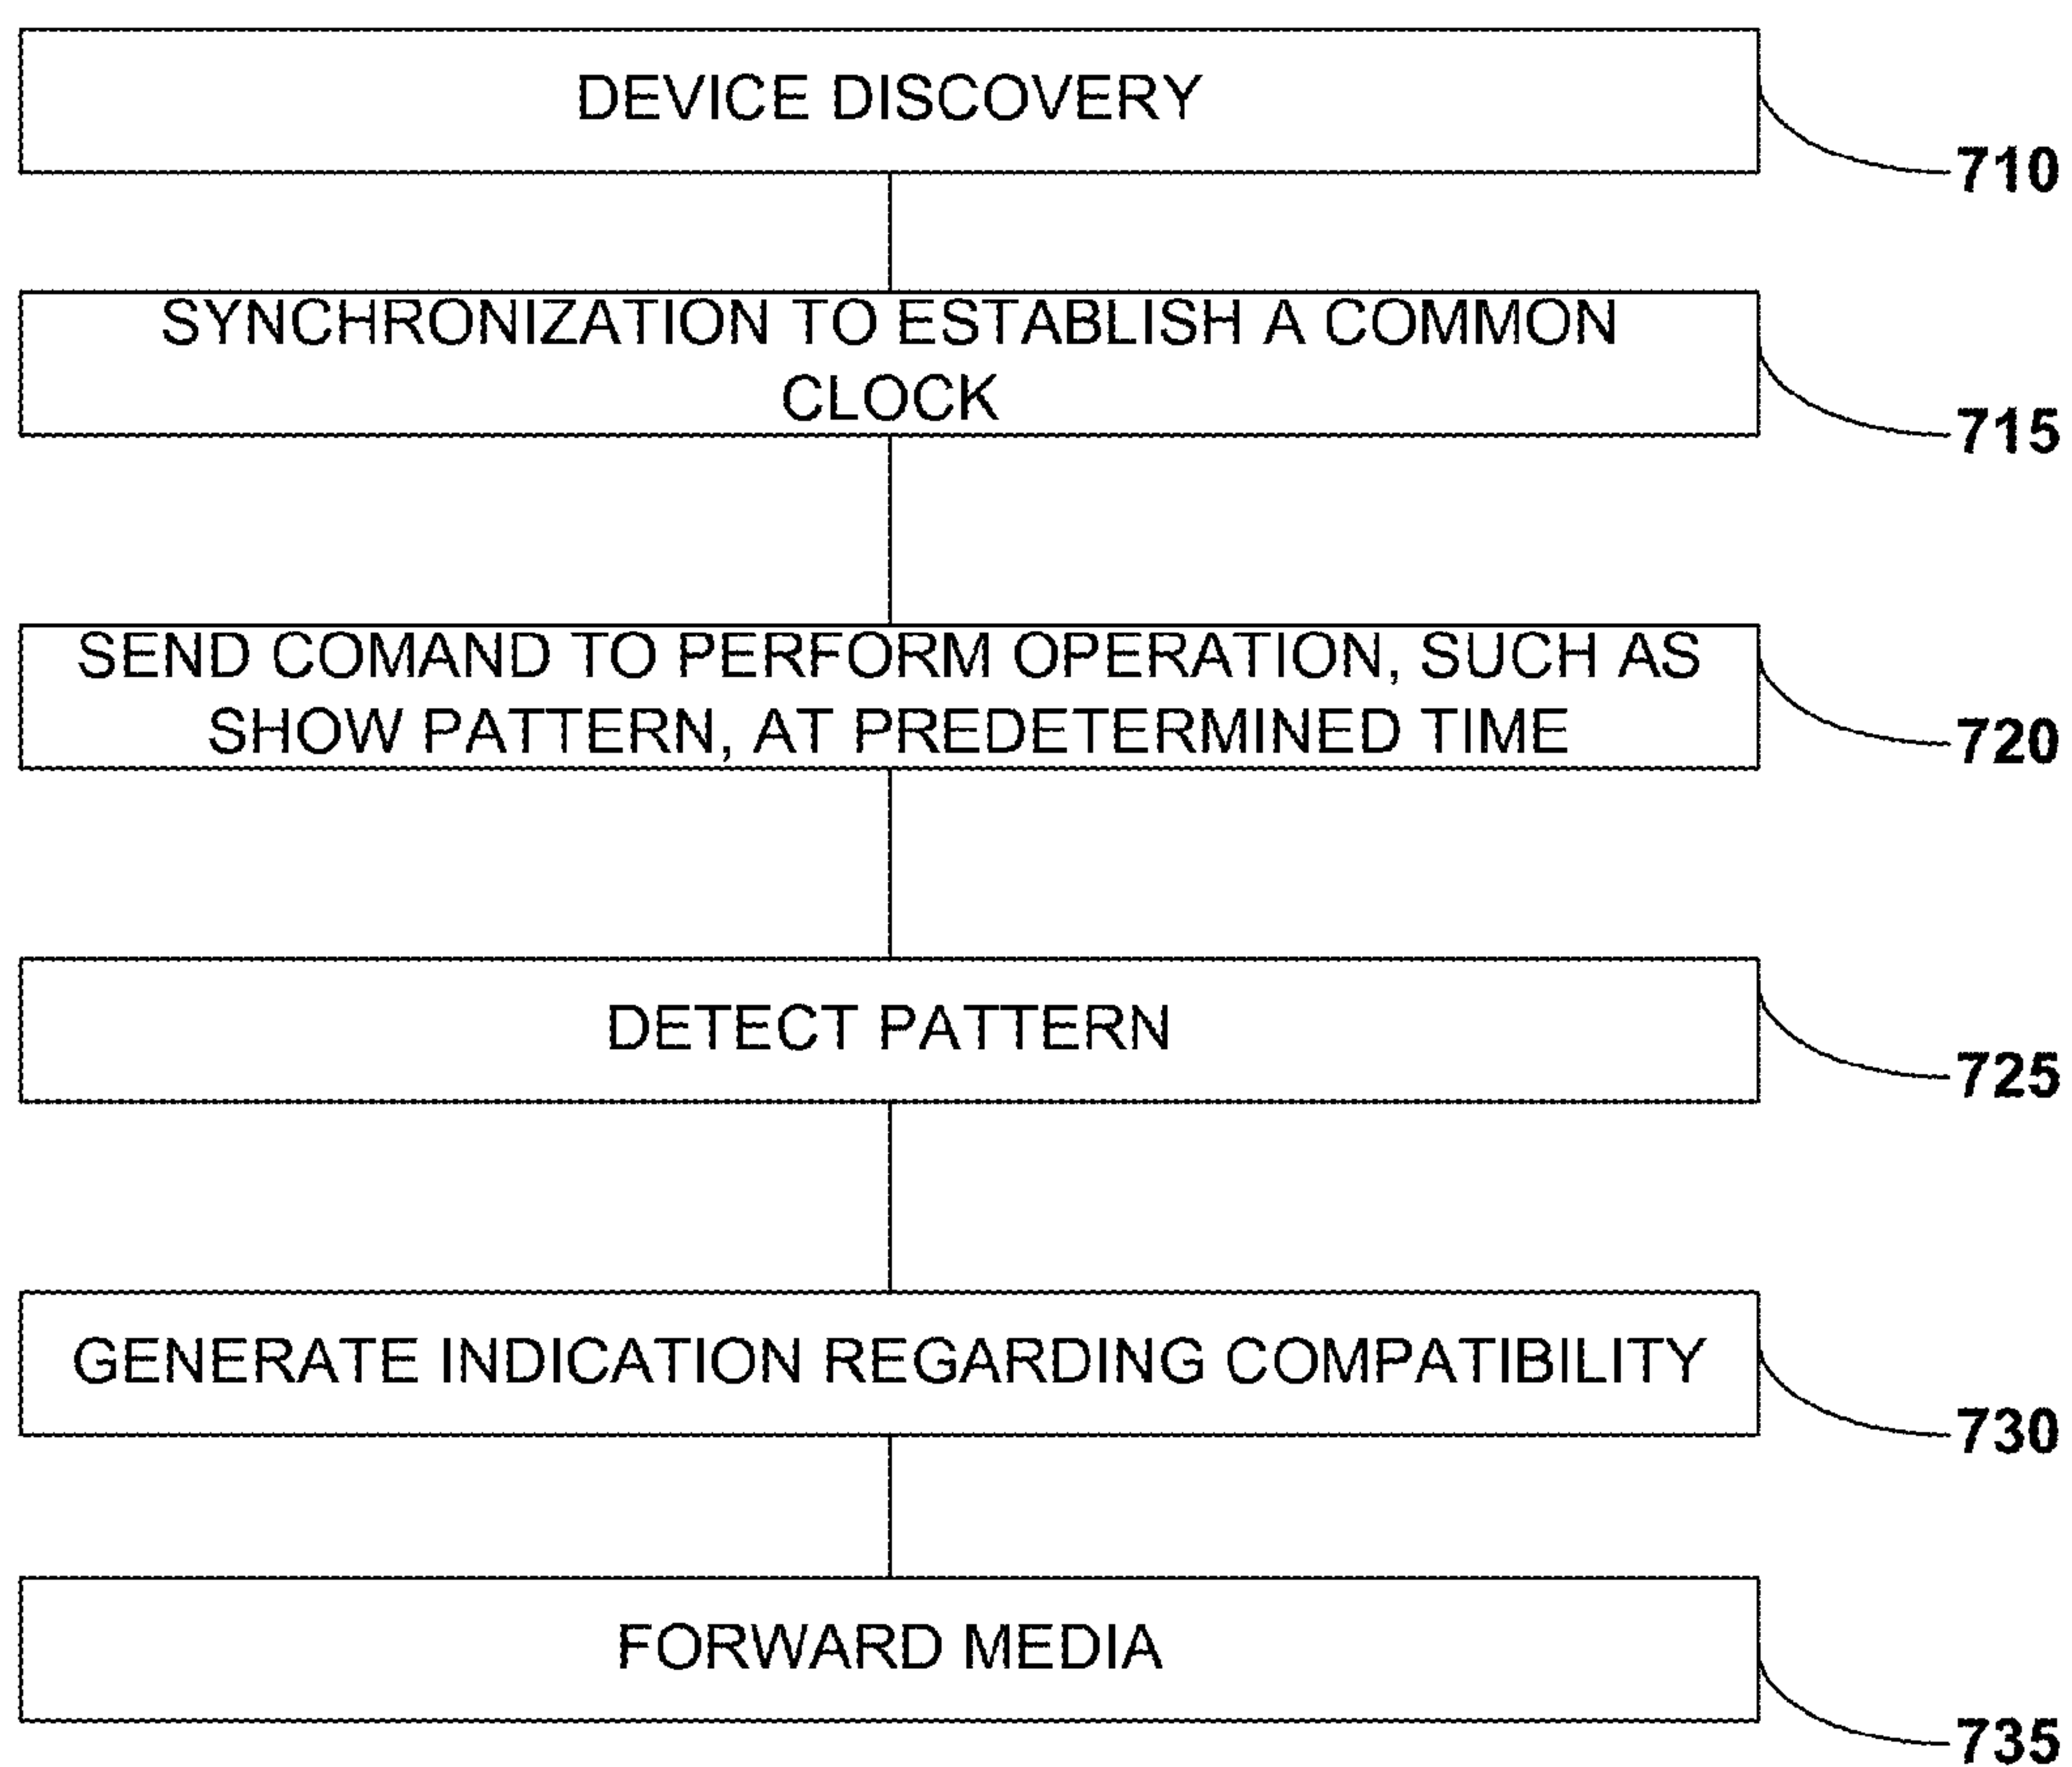 DEVICE DISCOVERY
710
SYNCHRONIZATION TO ESTABLISH A COMMON
CLOCK
715
SEND COMAND TO PERFORM OPERATION, SUCH AS
SHOW PATTERN, AT PREDETERMINED TIME
720
DETECT PATTERN
725
GENERATE INDICATION REGARDING COMPATIBILITY
730
FORWARD MEDIA
735